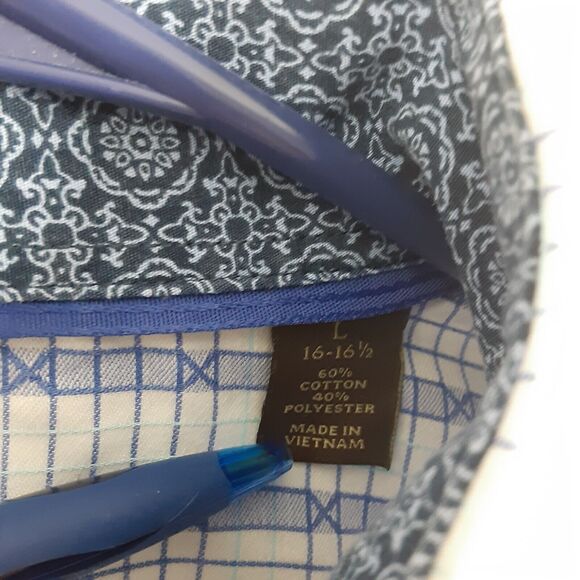 L
16-16½
60%
COTTON
40%
POLYESTER
MADE IN
VIETNAM